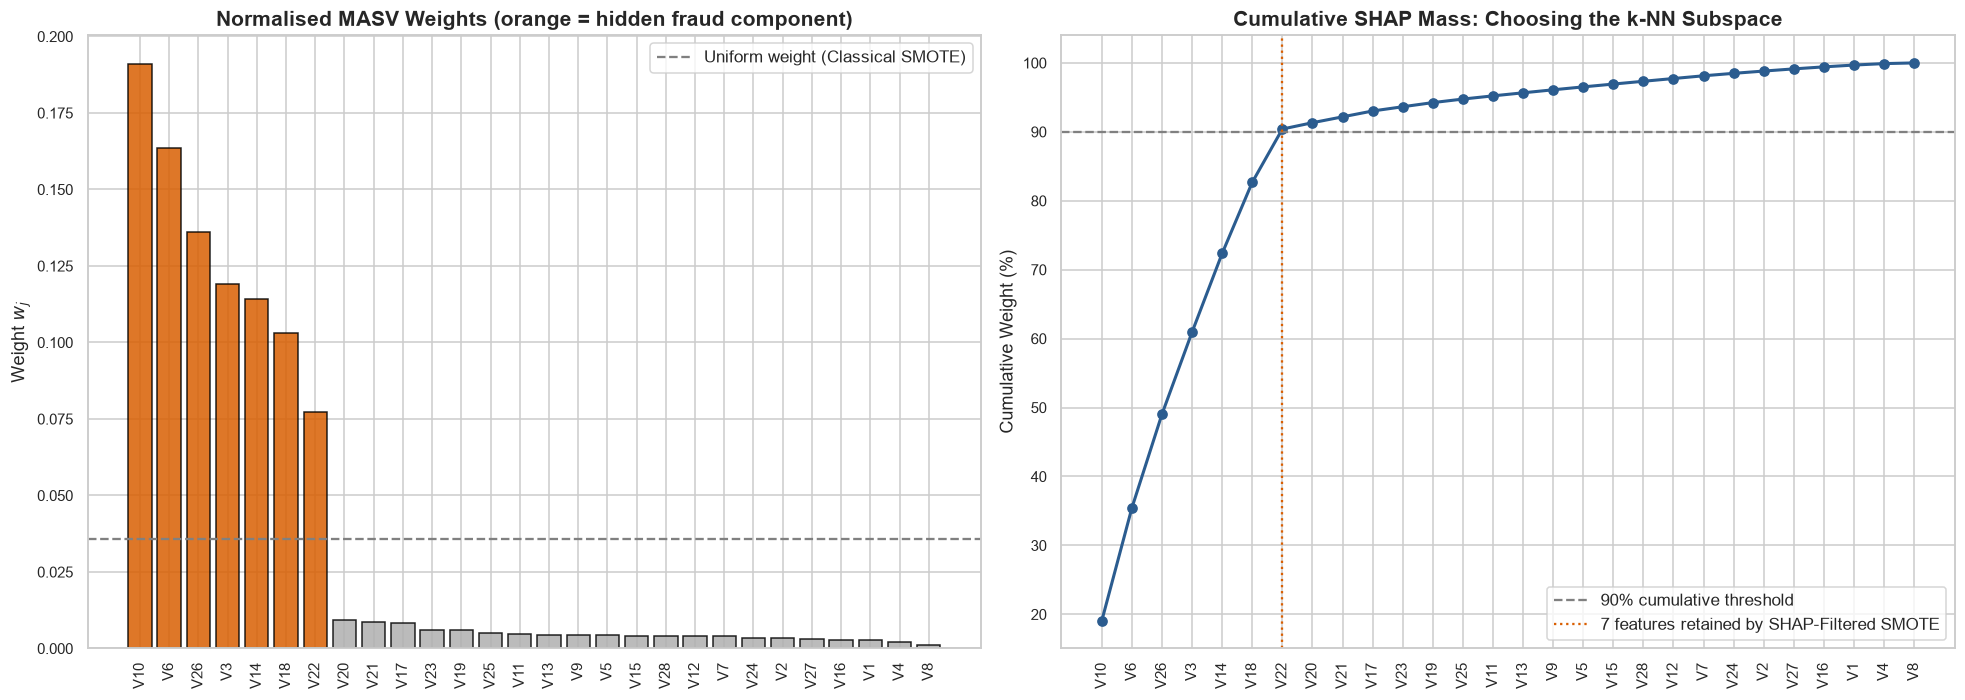 Normalised MASV Weights (orange = hidden fraud component)
Uniform weight (Classical SMOTE)
Weight wj
0.200
0.175
0.150
0.125
0.100
0.075
0.050
0.025
0.000
V10 V6 V26 V3 V14 V18 V22 V20 V21 V17 V23 V19 V25 V11 V13 V9 V5 V15 V28 V12 V7 V24 V2 V27 V16 V1 V4 V8
Cumulative SHAP Mass: Choosing the k-NN Subspace
Cumulative Weight (%)
100
90
80
70
60
50
40
30
20
90% cumulative threshold
7 features retained by SHAP-Filtered SMOTE
V10 V6 V26 V3 V14 V18 V22 V20 V21 V17 V23 V19 V25 V11 V13 V9 V5 V15 V28 V12 V7 V24 V2 V27 V16 V1 V4 V8